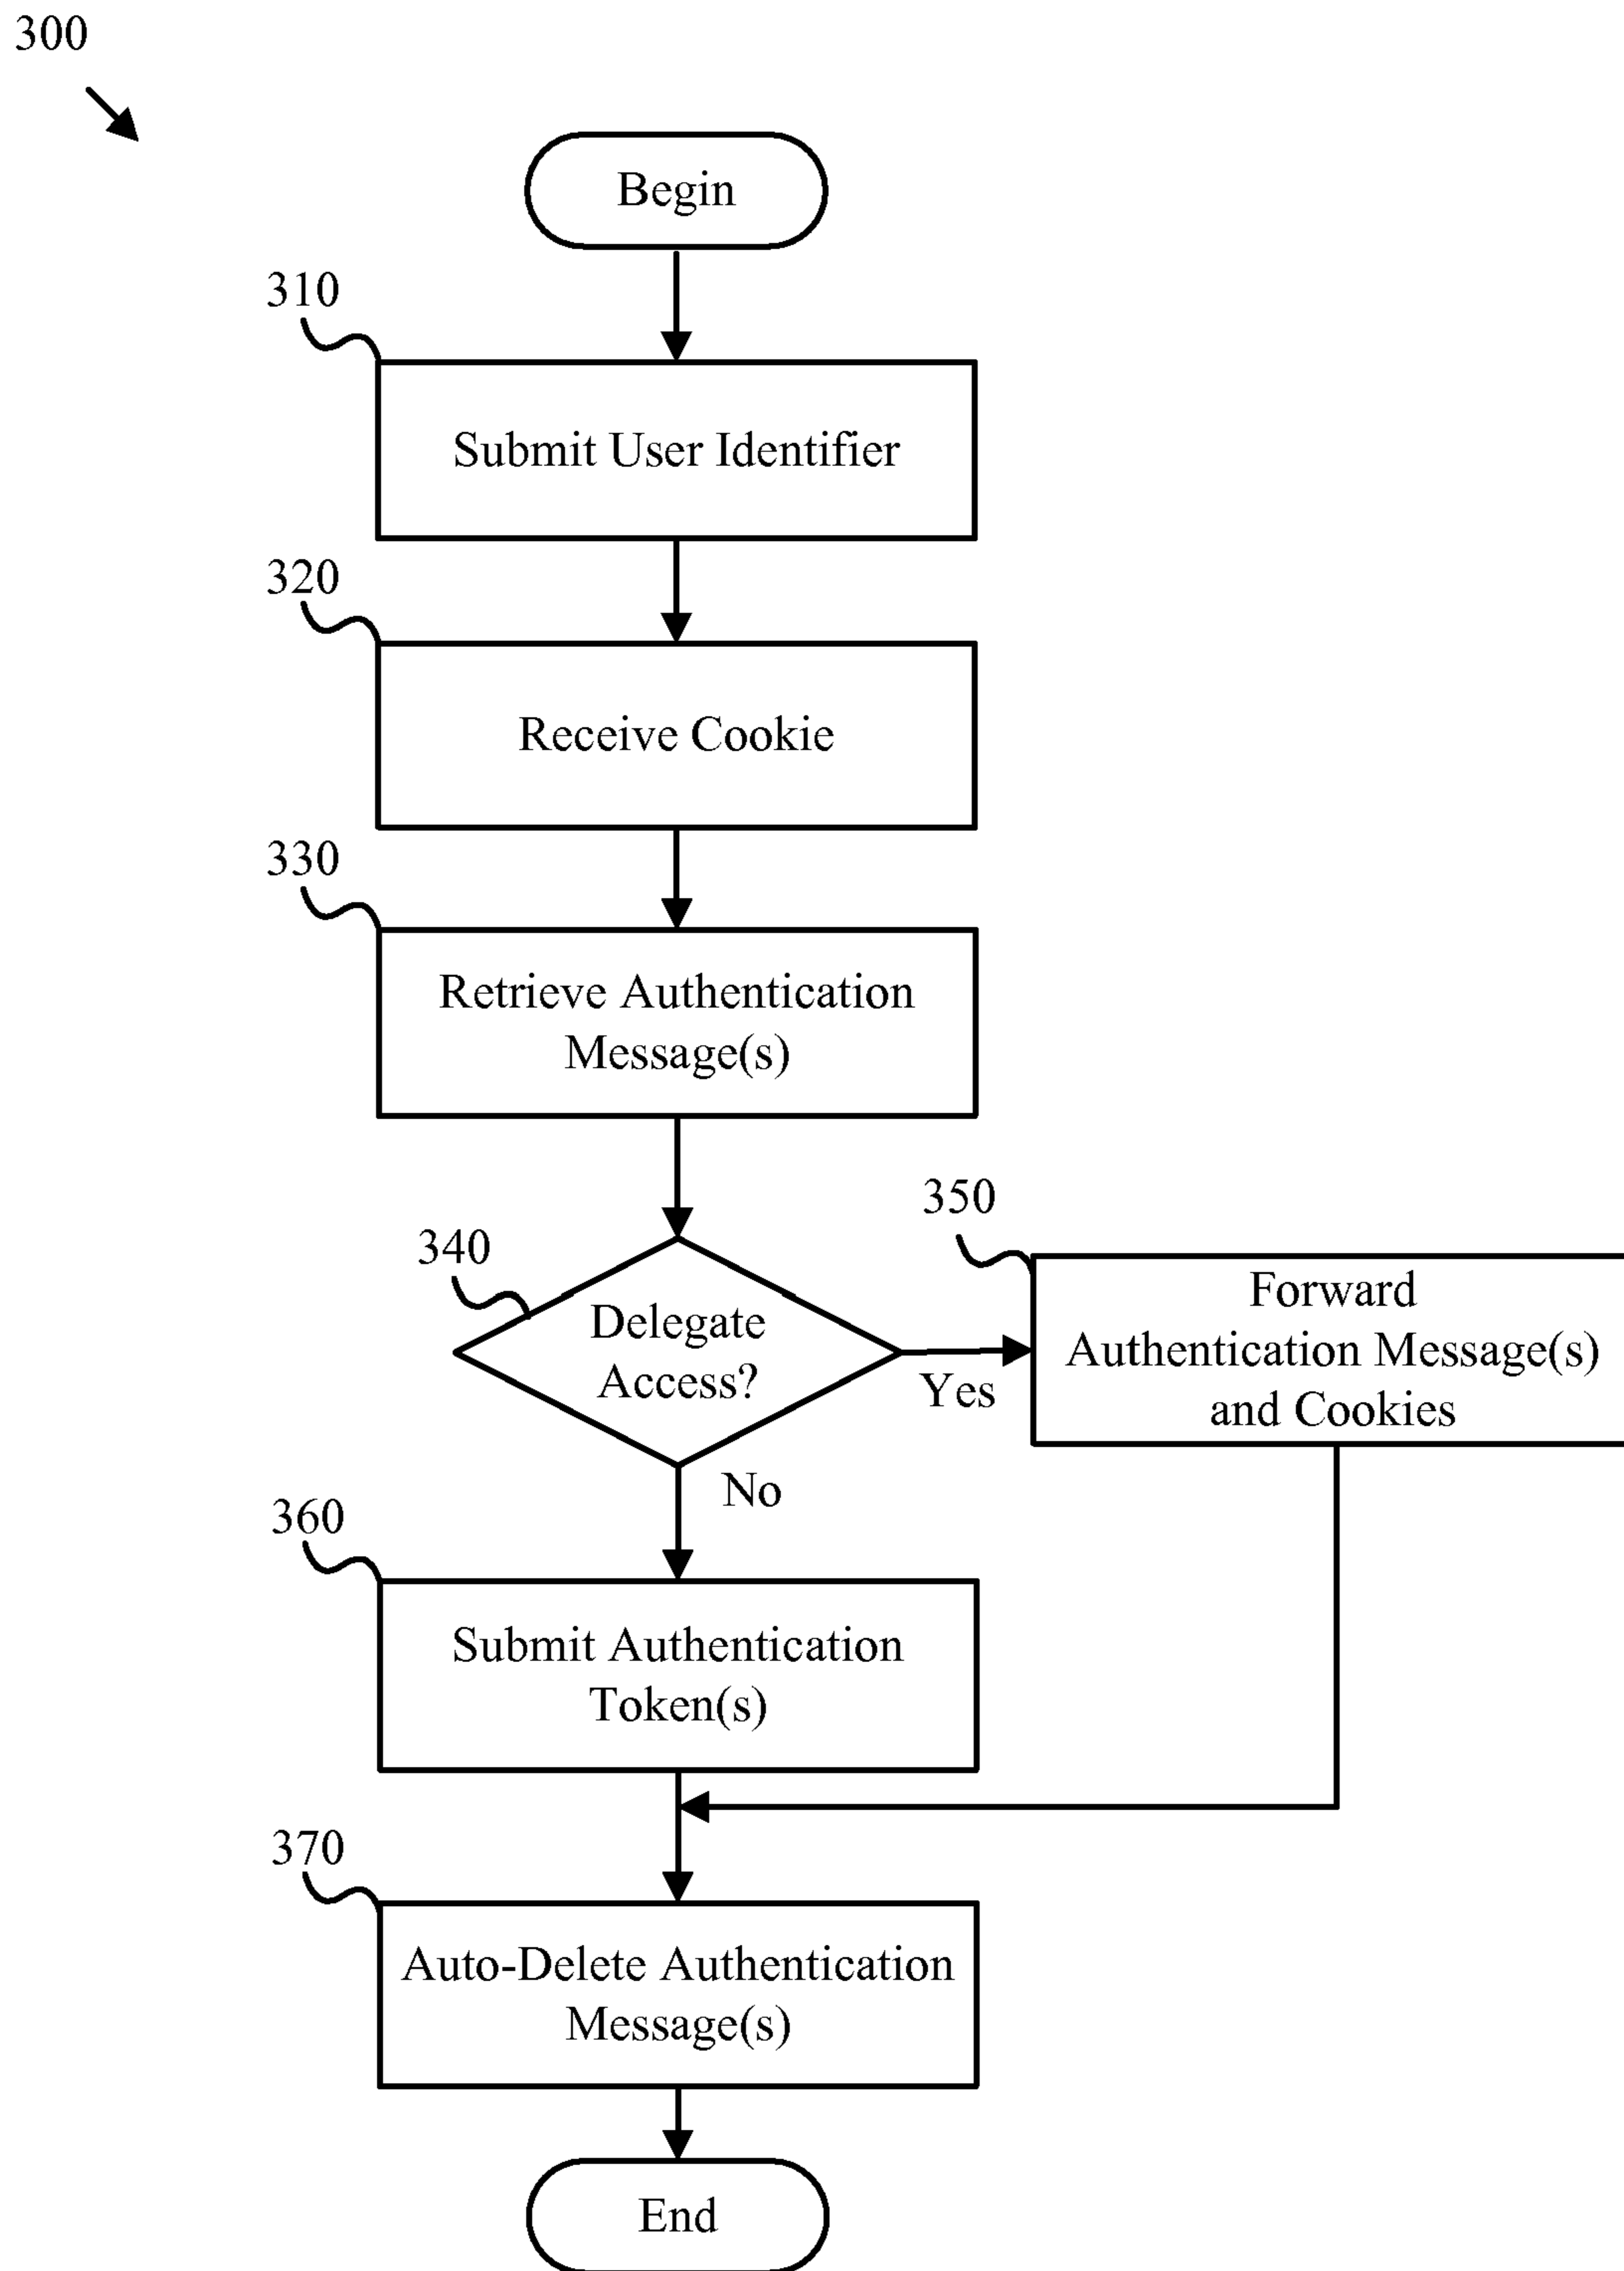 300
Begin
310
Submit User Identifier
320
Receive Cookie
330
Retrieve Authentication
Message(s)
340
Delegate
Access?
Yes
350
Forward
Authentication Message(s)
and Cookies
No
360
Submit Authentication
Token(s)
370
Auto-Delete Authentication
Message(s)
End